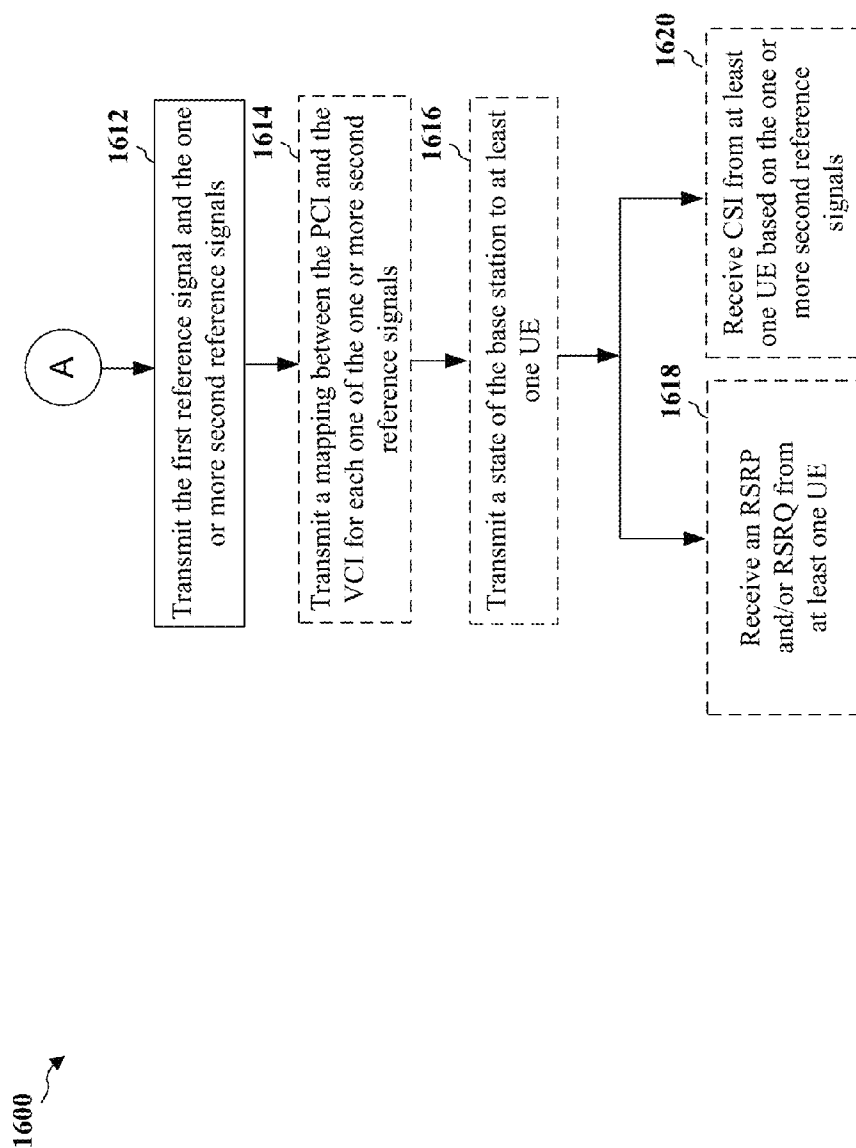 1600
A
1612
Transmit the first reference signal and the one
or more second reference signals
1614
Transmit a mapping between the PCI and the
VCI for each one of the one or more second
reference signals
1616
Transmit a state of the base station to at least
one UE
1618
Receive an RSRP
and/or RSRQ from
at least one UE
1620
Receive CSI from at least
one UE based on the one or
more second reference
signals